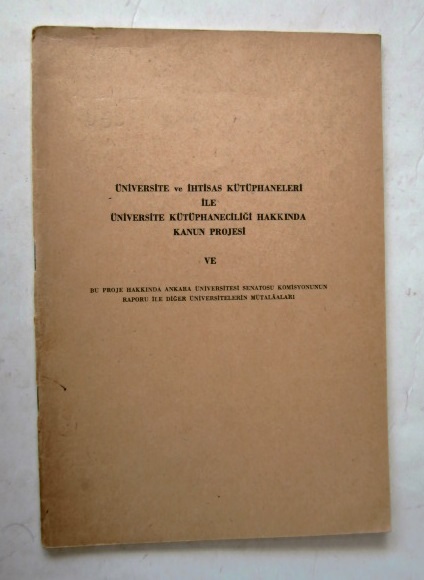 ÜNİVERSİTE ve İHTİSAS KÜTÜPHANELERİ
İLE
ÜNİVERSİTE KÜTÜPHANECİLİĞİ HAKKINDA
KANUN PROJESİ
VE
BU PROJE HAKKINDA ANKARA ÜNİVERSİTESİ SENATOSU KOMİSYONUNUN
RAPORU İLE DİĞER ÜNİVERSİTELERİN MÜTALÂALARI